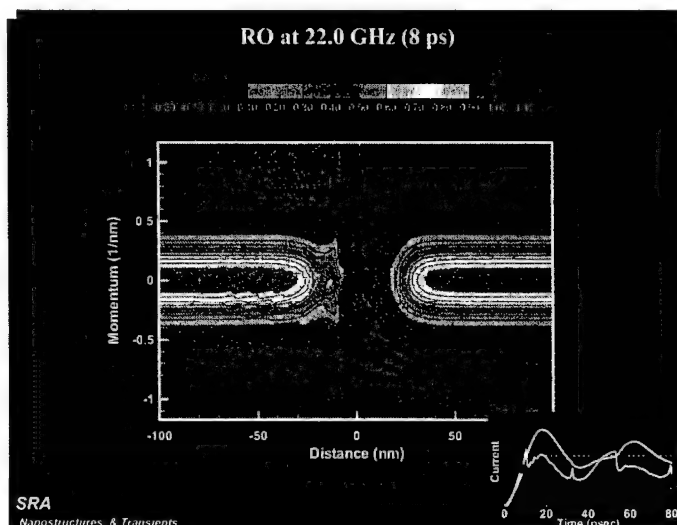 RO at 22.0 GHz (8 ps)
Momentum (1/nm)
1
0.5
0
-0.5
-1
-100
-50
0
50
Distance (nm)
Current
0
20
40
60
80
Time (psec)
SRA
Nanostructures & Transients